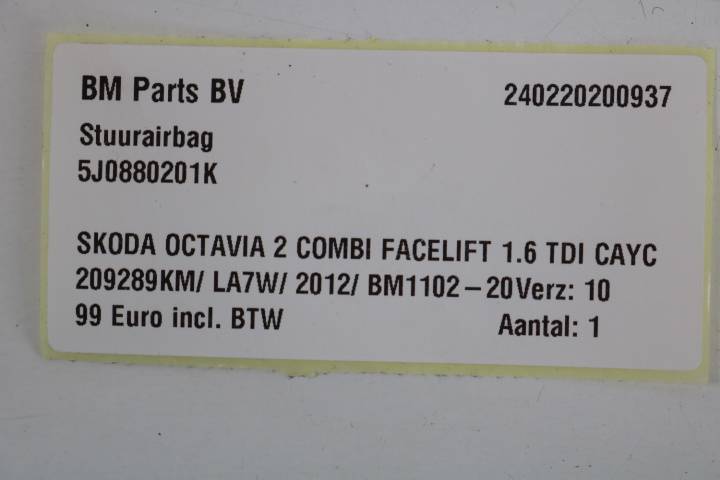 BM Parts BV 240220200937
Stuurairbag
5J0880201K
SKODA OCTAVIA 2 COMBI FACELIFT 1.6 TDI CAYC
209289KM/ LA7W/ 2012/ BM1102-20Verz: 10
99 Euro incl. BTW Aantal: 1